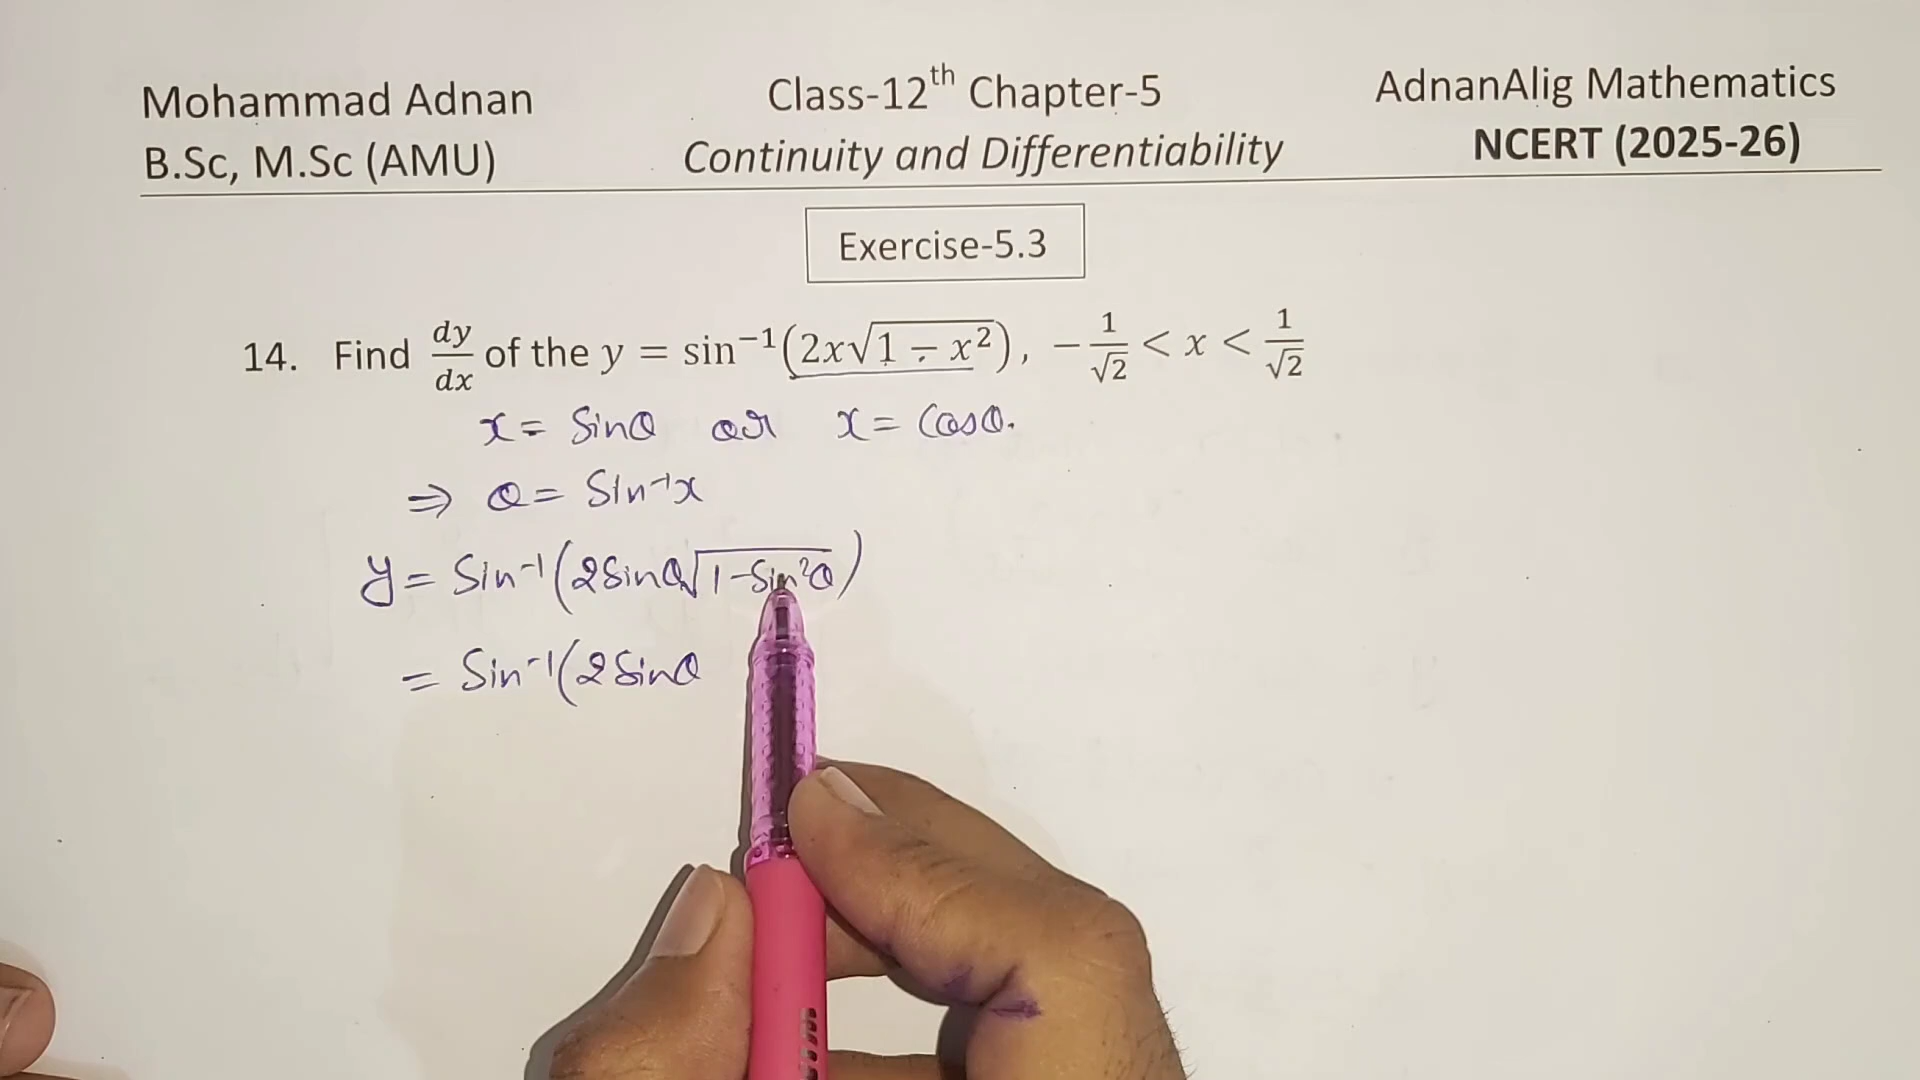 Mohammad Adnan
B.Sc, M.Sc (AMU)
Class-12th Chapter-5
Continuity and Differentiability
AdnanAlig Mathematics
NCERT (2025-26)
Exercise-5.3
14. Find dy/dx of the y = sin⁻¹(2x√(1 − x²)), −1/√2 < x < 1/√2
x = Sinθ or x = Cosθ.
⇒ θ = Sin⁻¹x
y = Sin⁻¹(2Sinθ√(1-Sin²θ))
= Sin⁻¹(2Sinθ